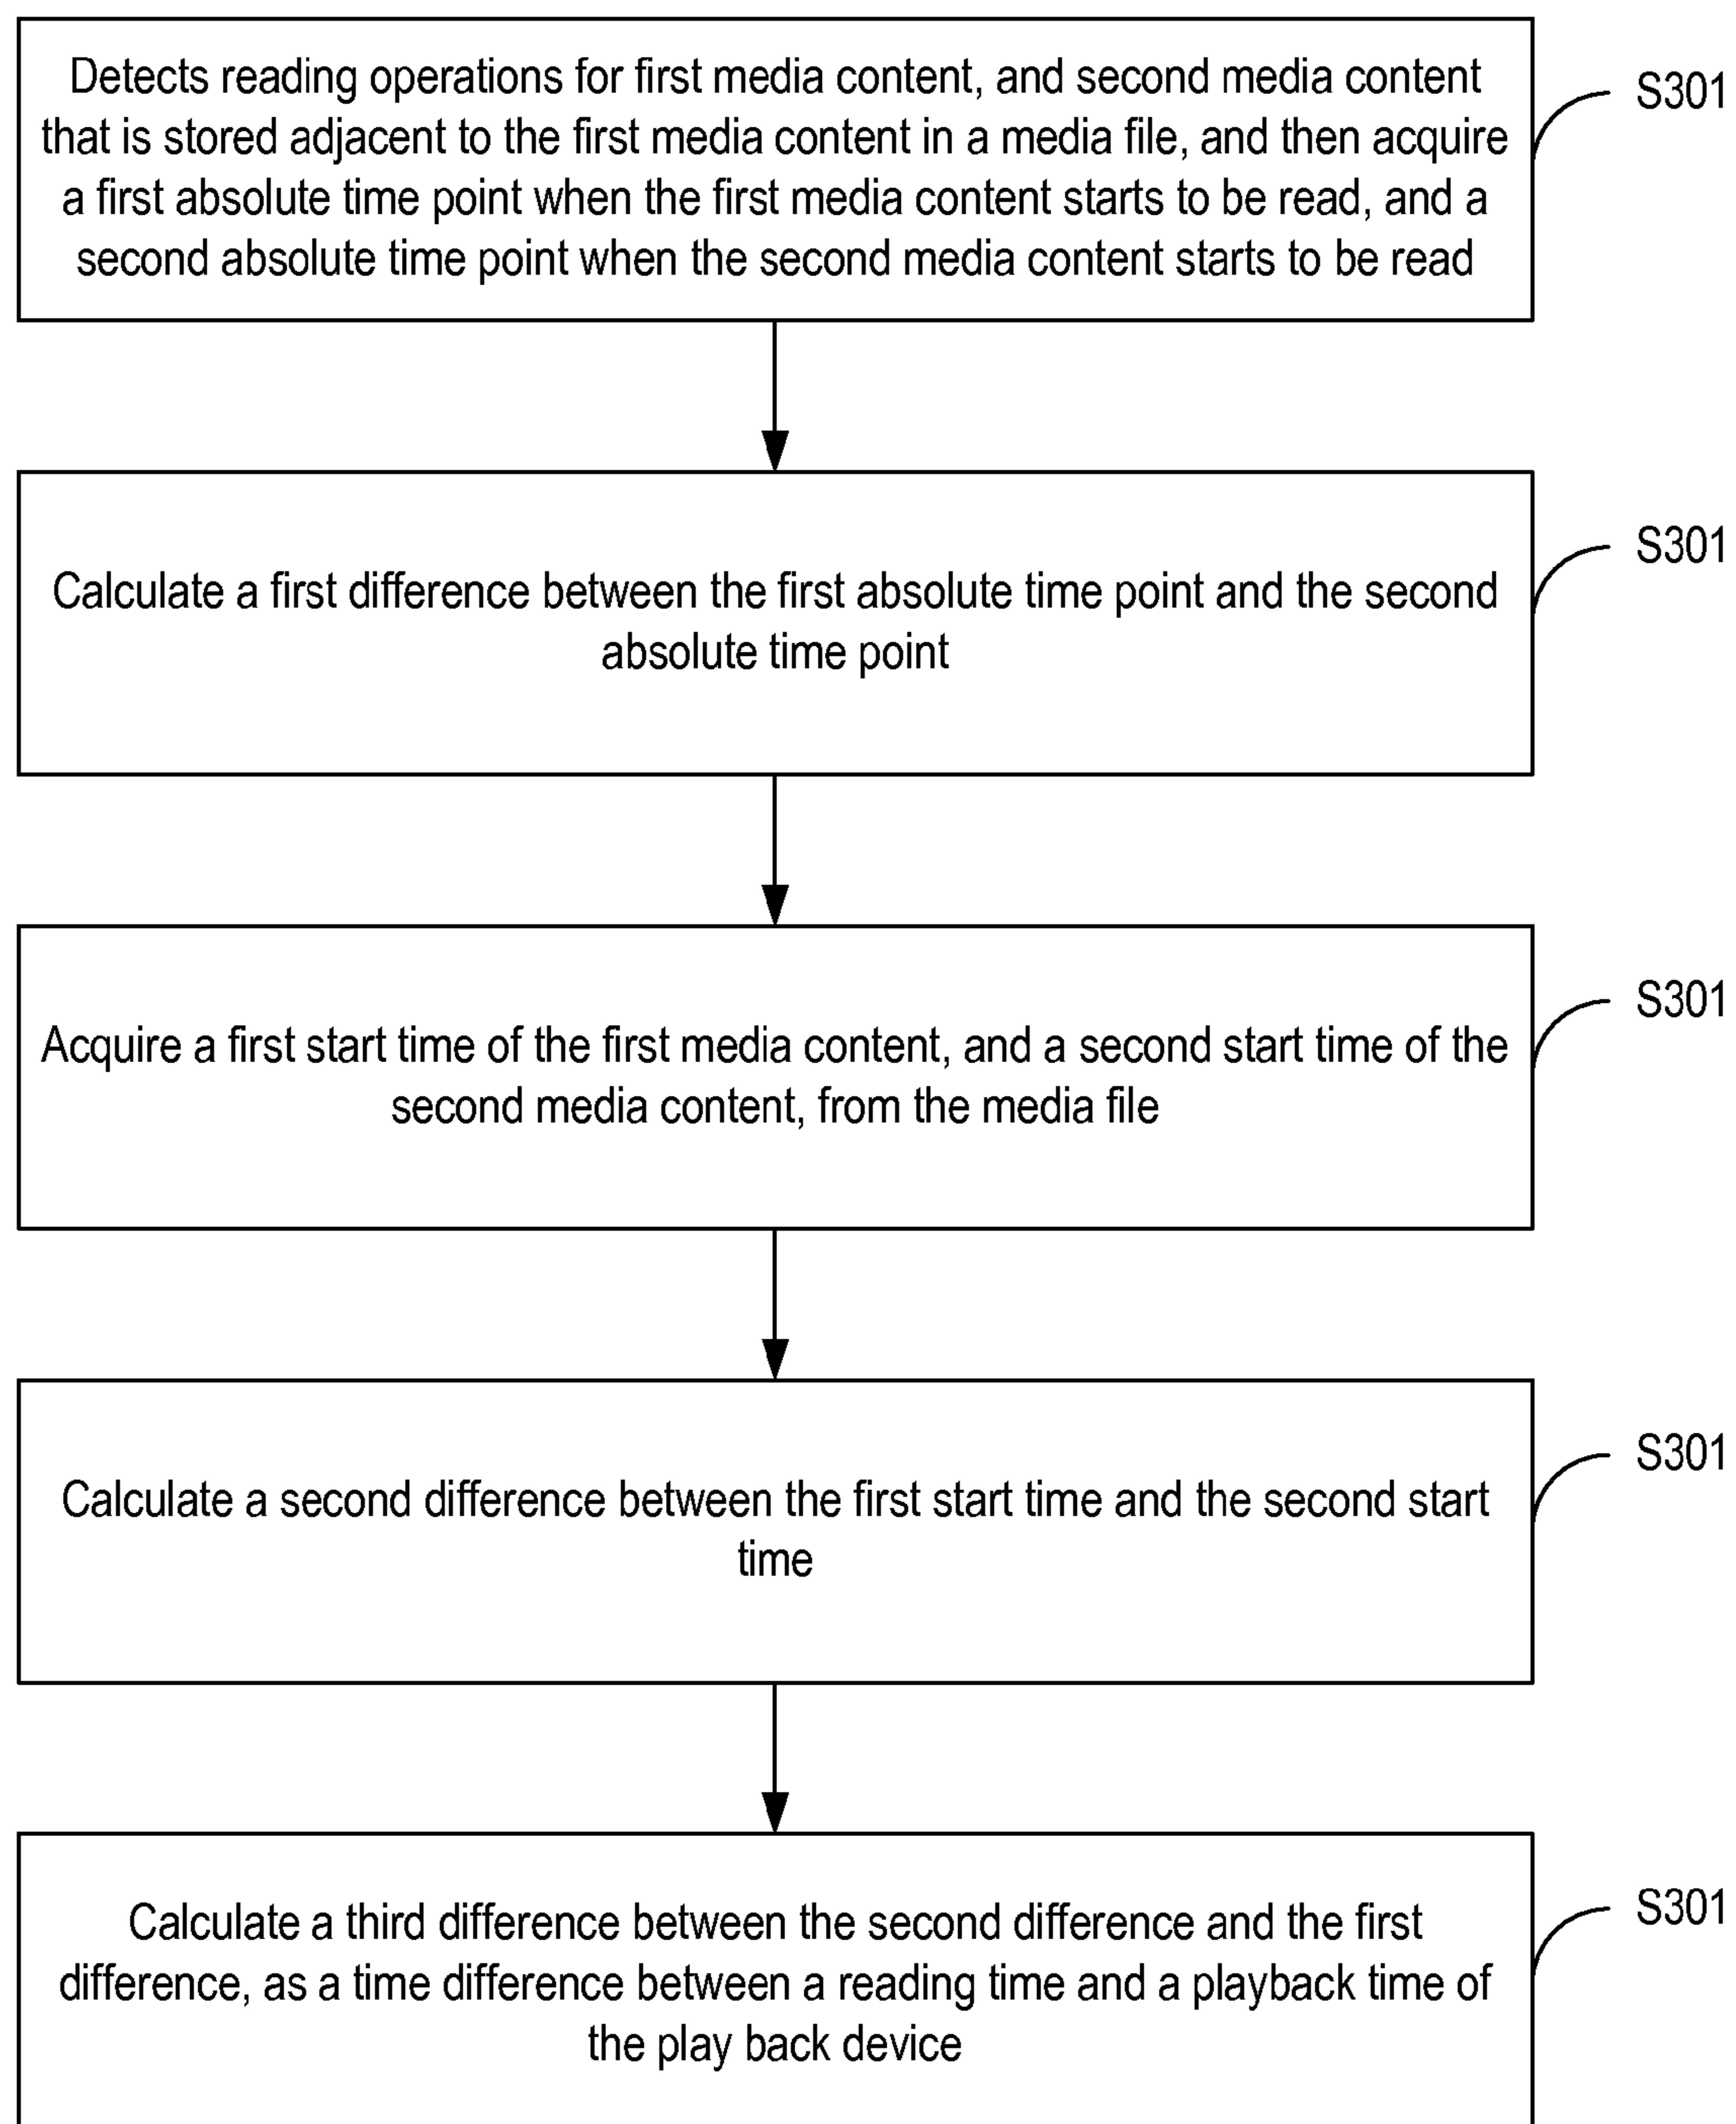 Detects reading operations for first media content, and second media content
that is stored adjacent to the first media content in a media file, and then acquire
a first absolute time point when the first media content starts to be read, and a
second absolute time point when the second media content starts to be read
S301
Calculate a first difference between the first absolute time point and the second
absolute time point
S301
Acquire a first start time of the first media content, and a second start time of the
second media content, from the media file
S301
Calculate a second difference between the first start time and the second start
time
S301
Calculate a third difference between the second difference and the first
difference, as a time difference between a reading time and a playback time of
the play back device
S301